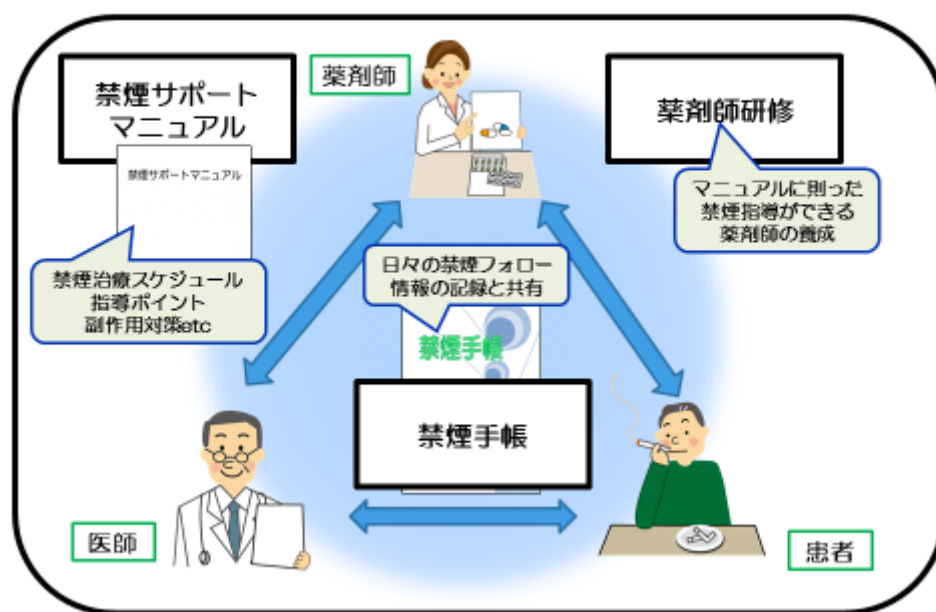 薬剤師
禁煙サポート
マニュアル
薬剤師研修
禁煙サポートマニュアル
マニュアルに則った
禁煙指導ができる
薬剤師の養成
禁煙治療スケジュール
指導ポイント
副作用対策etc
日々の禁煙フォロー
情報の記録と共有
禁煙手帳
禁煙手帳
医師
患者